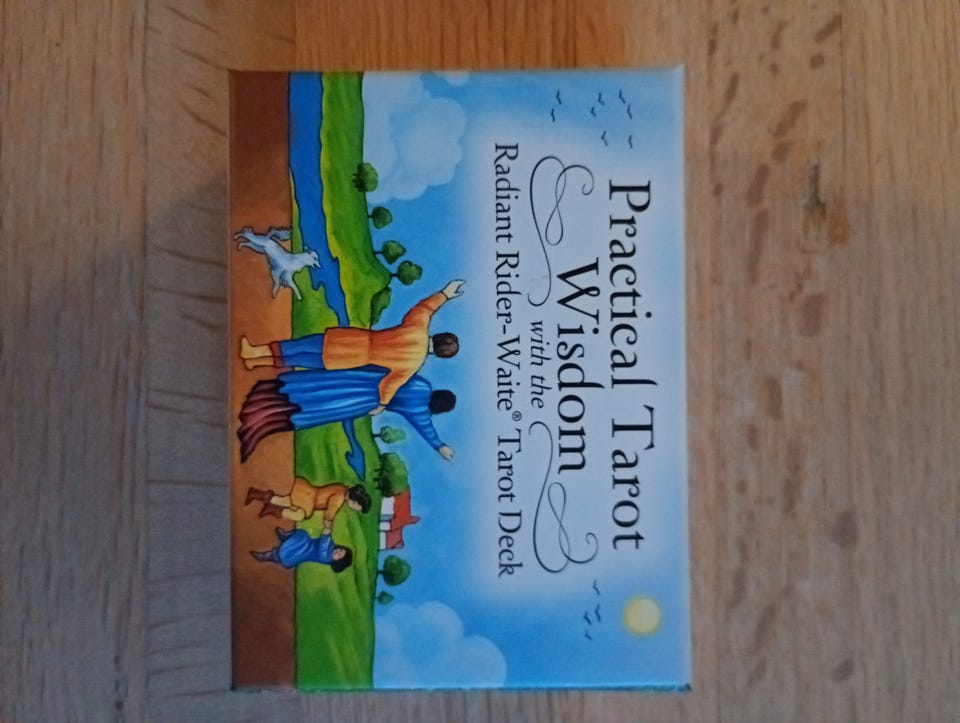 Practical Tarot
Wisdom
with the
Radiant Rider-Waite® Tarot Deck